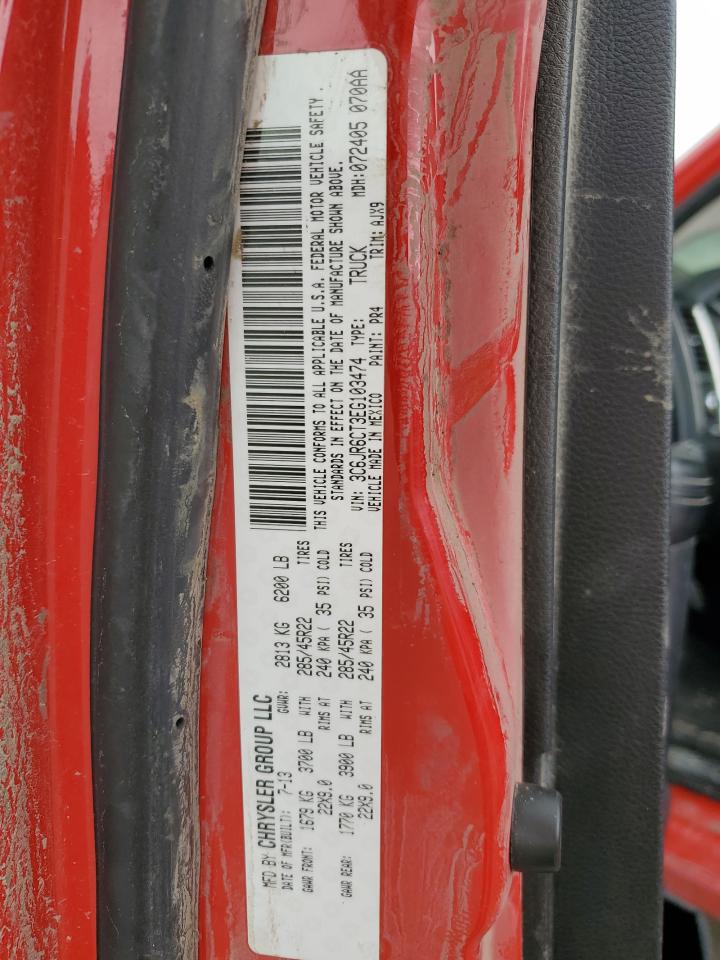 MFD BY CHRYSLER GROUP LLC
DATE OF MFR(BUILT): 7-13 GVWR: 2813 KG 6200 LB
GAWR FRONT: 1679 KG 3700 LB WITH 285/45R22 TIRES
22X9.0 RIMS AT 240 KPA ( 35 PSI) COLD
GAWR REAR: 1770 KG 3900 LB WITH 285/45R22 TIRES
22X9.0 RIMS AT 240 KPA ( 35 PSI) COLD
THIS VEHICLE CONFORMS TO ALL APPLICABLE U.S.A. FEDERAL MOTOR VEHICLE SAFETY
STANDARDS IN EFFECT ON THE DATE OF MANUFACTURE SHOWN ABOVE.
VIN: 3C6JR6CT3EG103474 TYPE: TRUCK MDH:072405 070AA
VEHICLE MADE IN MEXICO PAINT: PR4 TRIM: AJX9